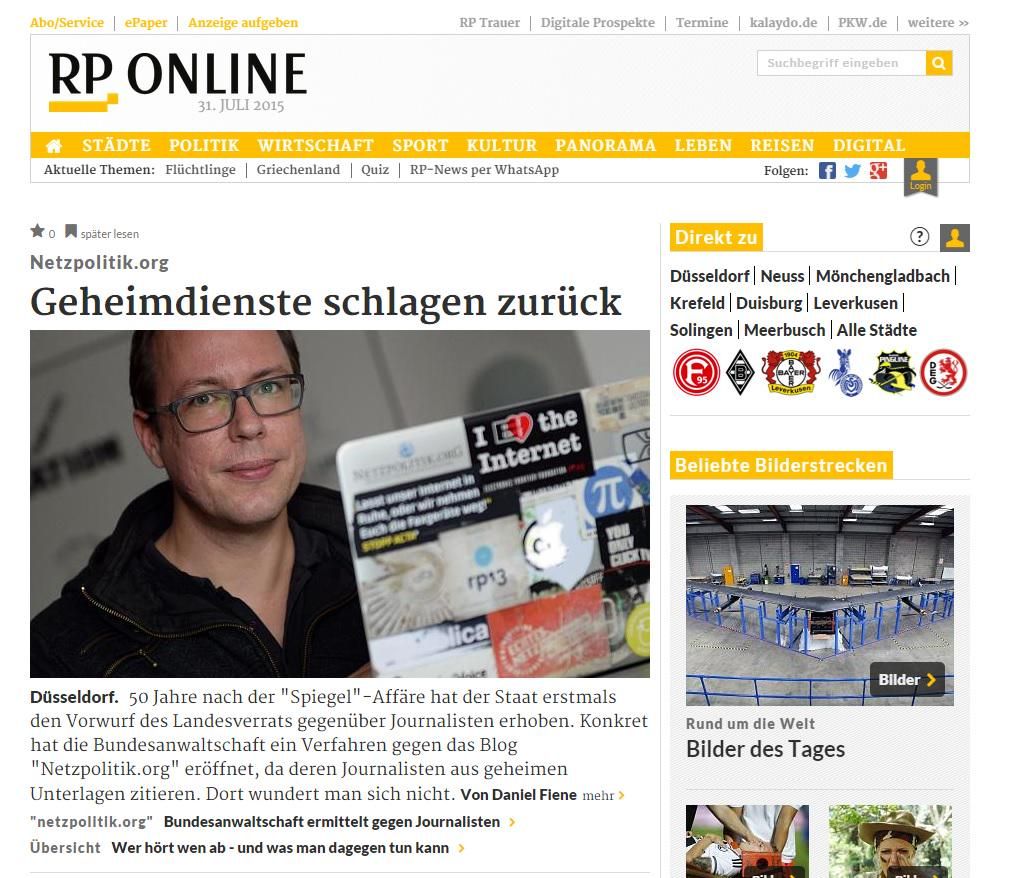 Abo/Service
ePaper
Anzeige aufgeben
RP Trauer
Digitale Prospekte
Termine
kalaydo.de
PKW.de
weitere »
RP ONLINE
31. JULI 2015
Suchbegriff eingeben
STÄDTE POLITIK WIRTSCHAFT SPORT KULTUR PANORAMA LEBEN REISEN DIGITAL
Aktuelle Themen: Flüchtlinge | Griechenland | Quiz | RP-News per WhatsApp
Folgen:
Login
0 später lesen
Netzpolitik.org
Geheimdienste schlagen zurück
NETZPOLITIK.ORG
I the
Internet
Lasst unser Internet in
Ruhe, oder wir nehmen
Euch die Faxgeräte weg!"
STOPP ACTA
rp13
YOU
ONLY
CLICK
π
Düsseldorf. 50 Jahre nach der "Spiegel"-Affäre hat der Staat erstmals
den Vorwurf des Landesverrats gegenüber Journalisten erhoben. Konkret
hat die Bundesanwaltschaft ein Verfahren gegen das Blog
"Netzpolitik.org" eröffnet, da deren Journalisten aus geheimen
Unterlagen zitieren. Dort wundert man sich nicht. Von Daniel Fiene mehr
"netzpolitik.org" Bundesanwaltschaft ermittelt gegen Journalisten
Übersicht Wer hört wen ab - und was man dagegen tun kann
Direkt zu
?
Düsseldorf | Neuss | Mönchengladbach |
Krefeld | Duisburg | Leverkusen |
Solingen | Meerbusch | Alle Städte
F 95
1904
BAYER
Leverkusen
PINGUINE
DEG
Beliebte Bilderstrecken
Bilder
Rund um die Welt
Bilder des Tages